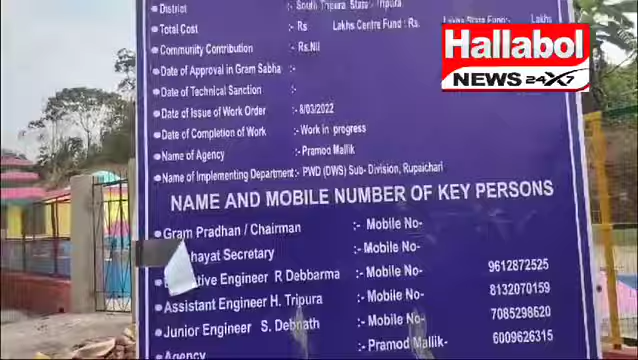 District :- South Tripura, State : Tripura
Total Cost :- Rs Lakhs Centre Fund : Rs. Lakhs State Fund:- Lakhs
Community Contribution :- Rs.Nil
Date of Approval in Gram Sabha :-
Date of Technical Sanction :-
Date of Issue of Work Order :- 8/03/2022
Date of Completion of Work :- Work in progress
Name of Agency :- Pramod Mallik
Name of Implementing Department:- PWD (DWS) Sub- Division, Rupaichari
NAME AND MOBILE NUMBER OF KEY PERSONS
Gram Pradhan / Chairman :- Mobile No-
hayat Secretary :- Mobile No-
tive Engineer R Debbarma :- Mobile No- 9612872525
Assistant Engineer H. Tripura :- Mobile No- 8132070159
Junior Engineer S. Debnath :- Mobile No- 7085298620
Agency :- Pramod Mallik- 6009626315
Hallabol
NEWS 24X7